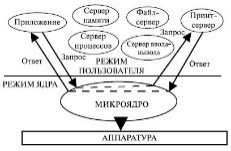 Приложение
Сервер
памяти
Файл-
сервер
Принт-
сервер
Сервер
процессов
Сервер ввода-
вывода
Запрос
Запрос
Ответ
Ответ
РЕЖИМ
ПОЛЬЗОВАТЕЛЯ
РЕЖИМ ЯДРА
МИКРОЯДРО
АППАРАТУРА